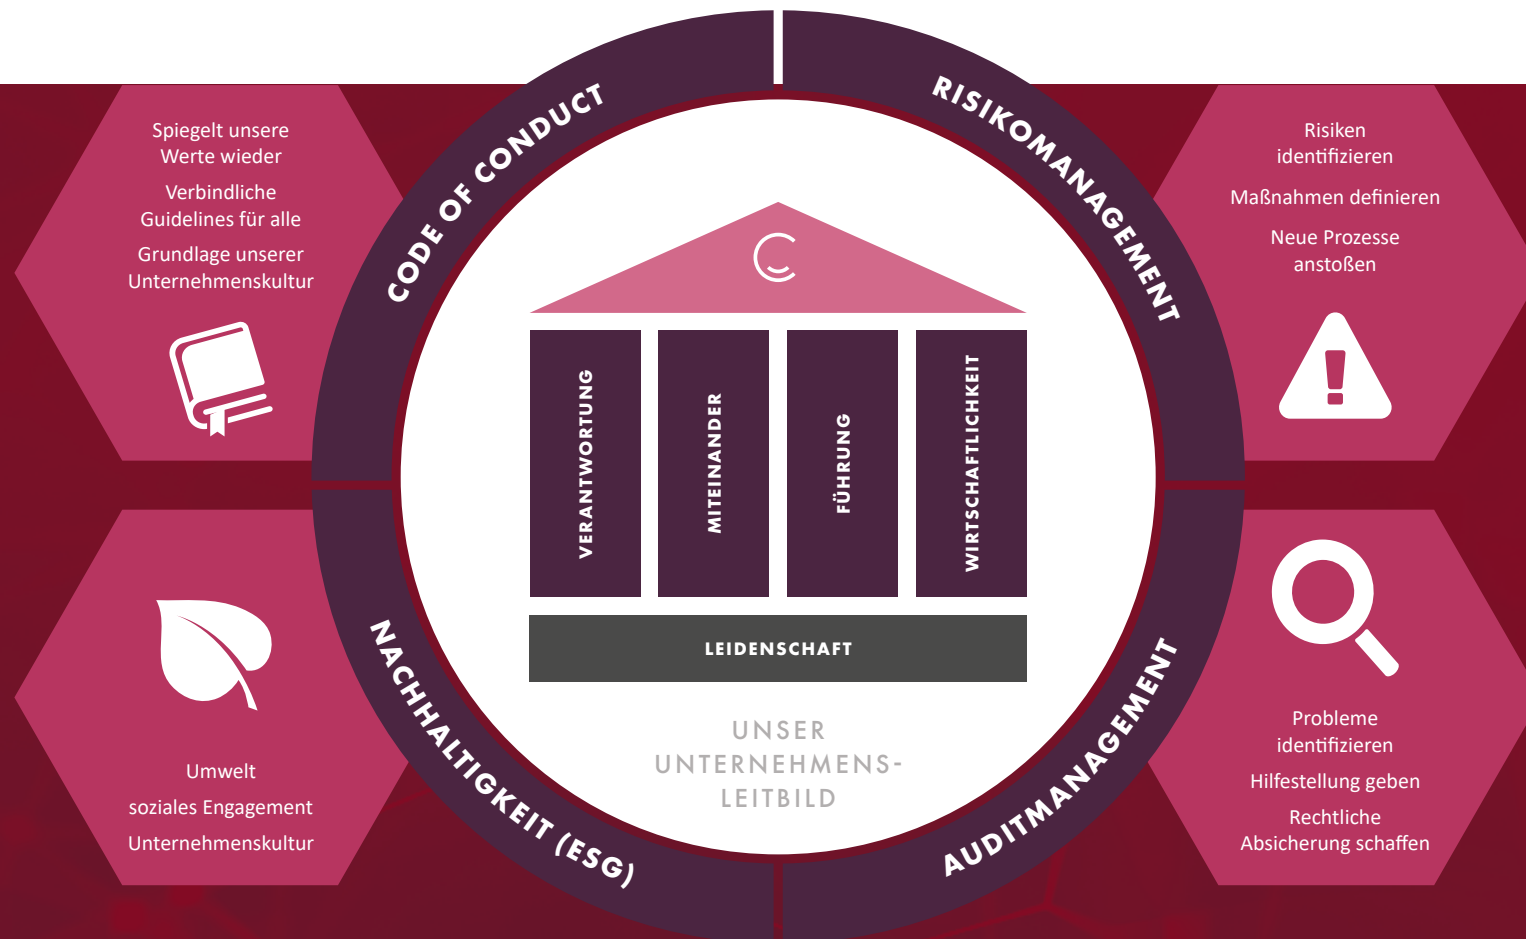 CODE OF CONDUCT
Spiegelt unsere
Werte wieder
Verbindliche
Guidelines für alle
Grundlage unserer
Unternehmenskultur
RISIKOMANAGEMENT
Risiken
identifizieren
Maßnahmen definieren
Neue Prozesse
anstoßen
VERANTWORTUNG
MITEINANDER
FÜHRUNG
WIRTSCHAFTLICHKEIT
LEIDENSCHAFT
UNSER
UNTERNEHMENS-
LEITBILD
NACHHALTIGKEIT (ESG)
Umwelt
soziales Engagement
Unternehmenskultur
AUDITMANAGEMENT
Probleme
identifizieren
Hilfestellung geben
Rechtliche
Absicherung schaffen